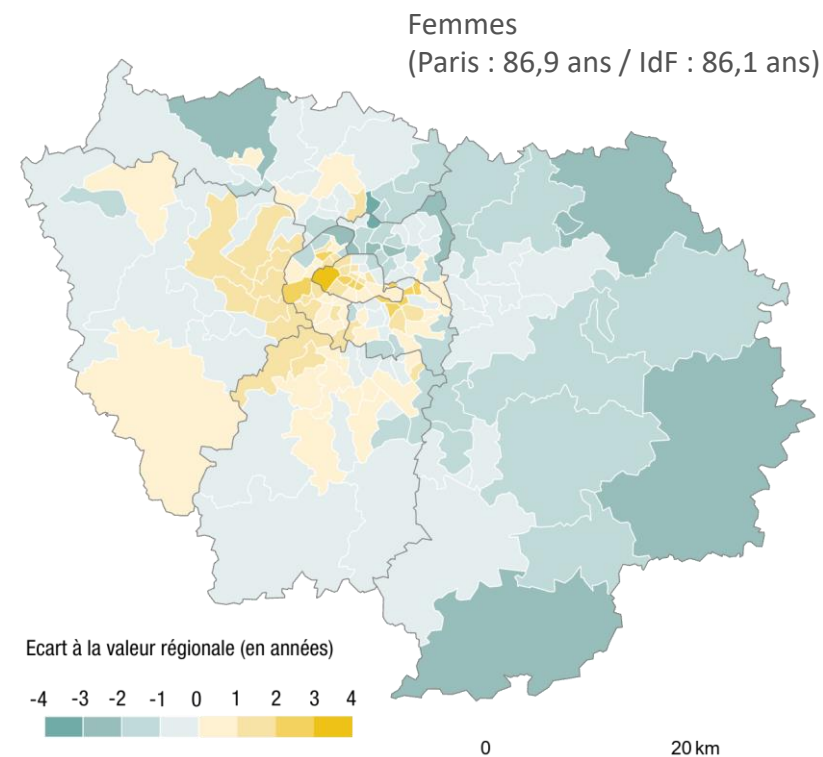 Femmes
(Paris : 86,9 ans / IdF : 86,1 ans)
Ecart à la valeur régionale (en années)
-4 -3 -2 -1 0 1 2 3 4
0 20 km